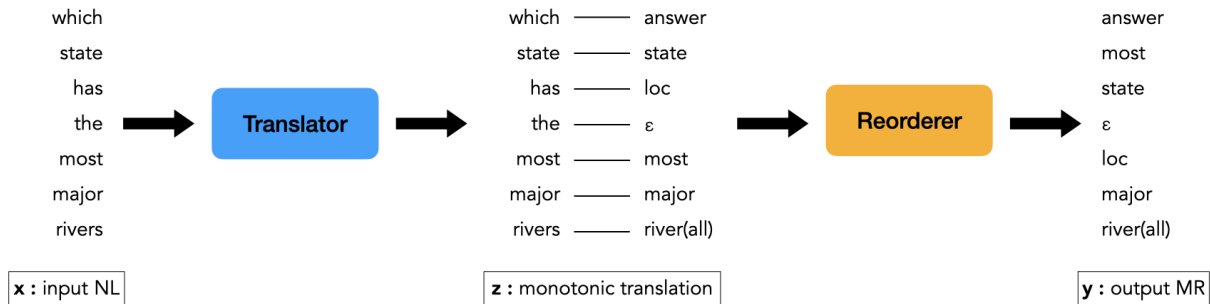 which which answer answer
state state state most
has has loc state
the Translator the ε Reorderer ε
most most most loc
major major major major
rivers rivers river(all) river(all)
x : input NL z : monotonic translation y : output MR